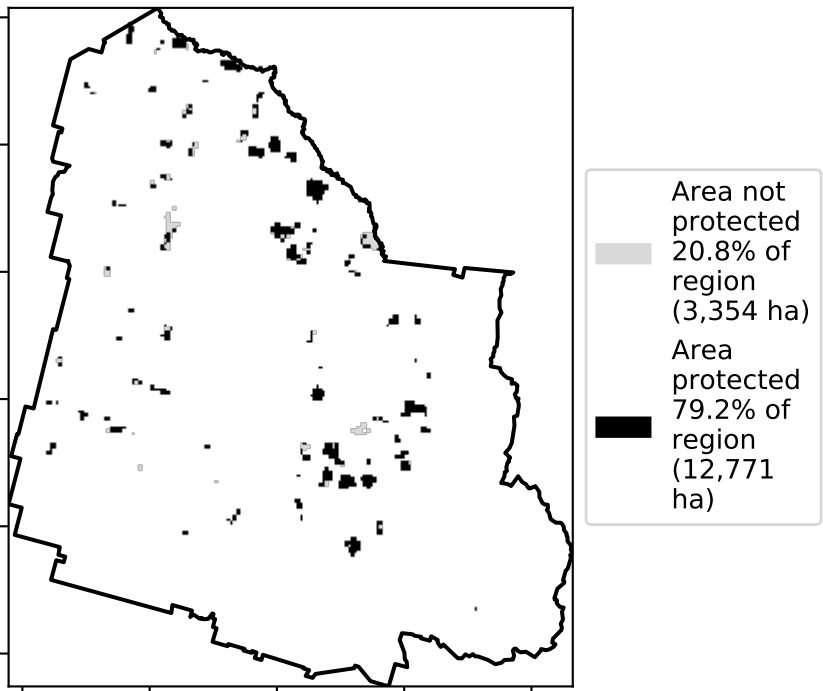 Area not
protected
20.8% of
region
(3,354 ha)
Area
protected
79.2% of
region
(12,771
ha)